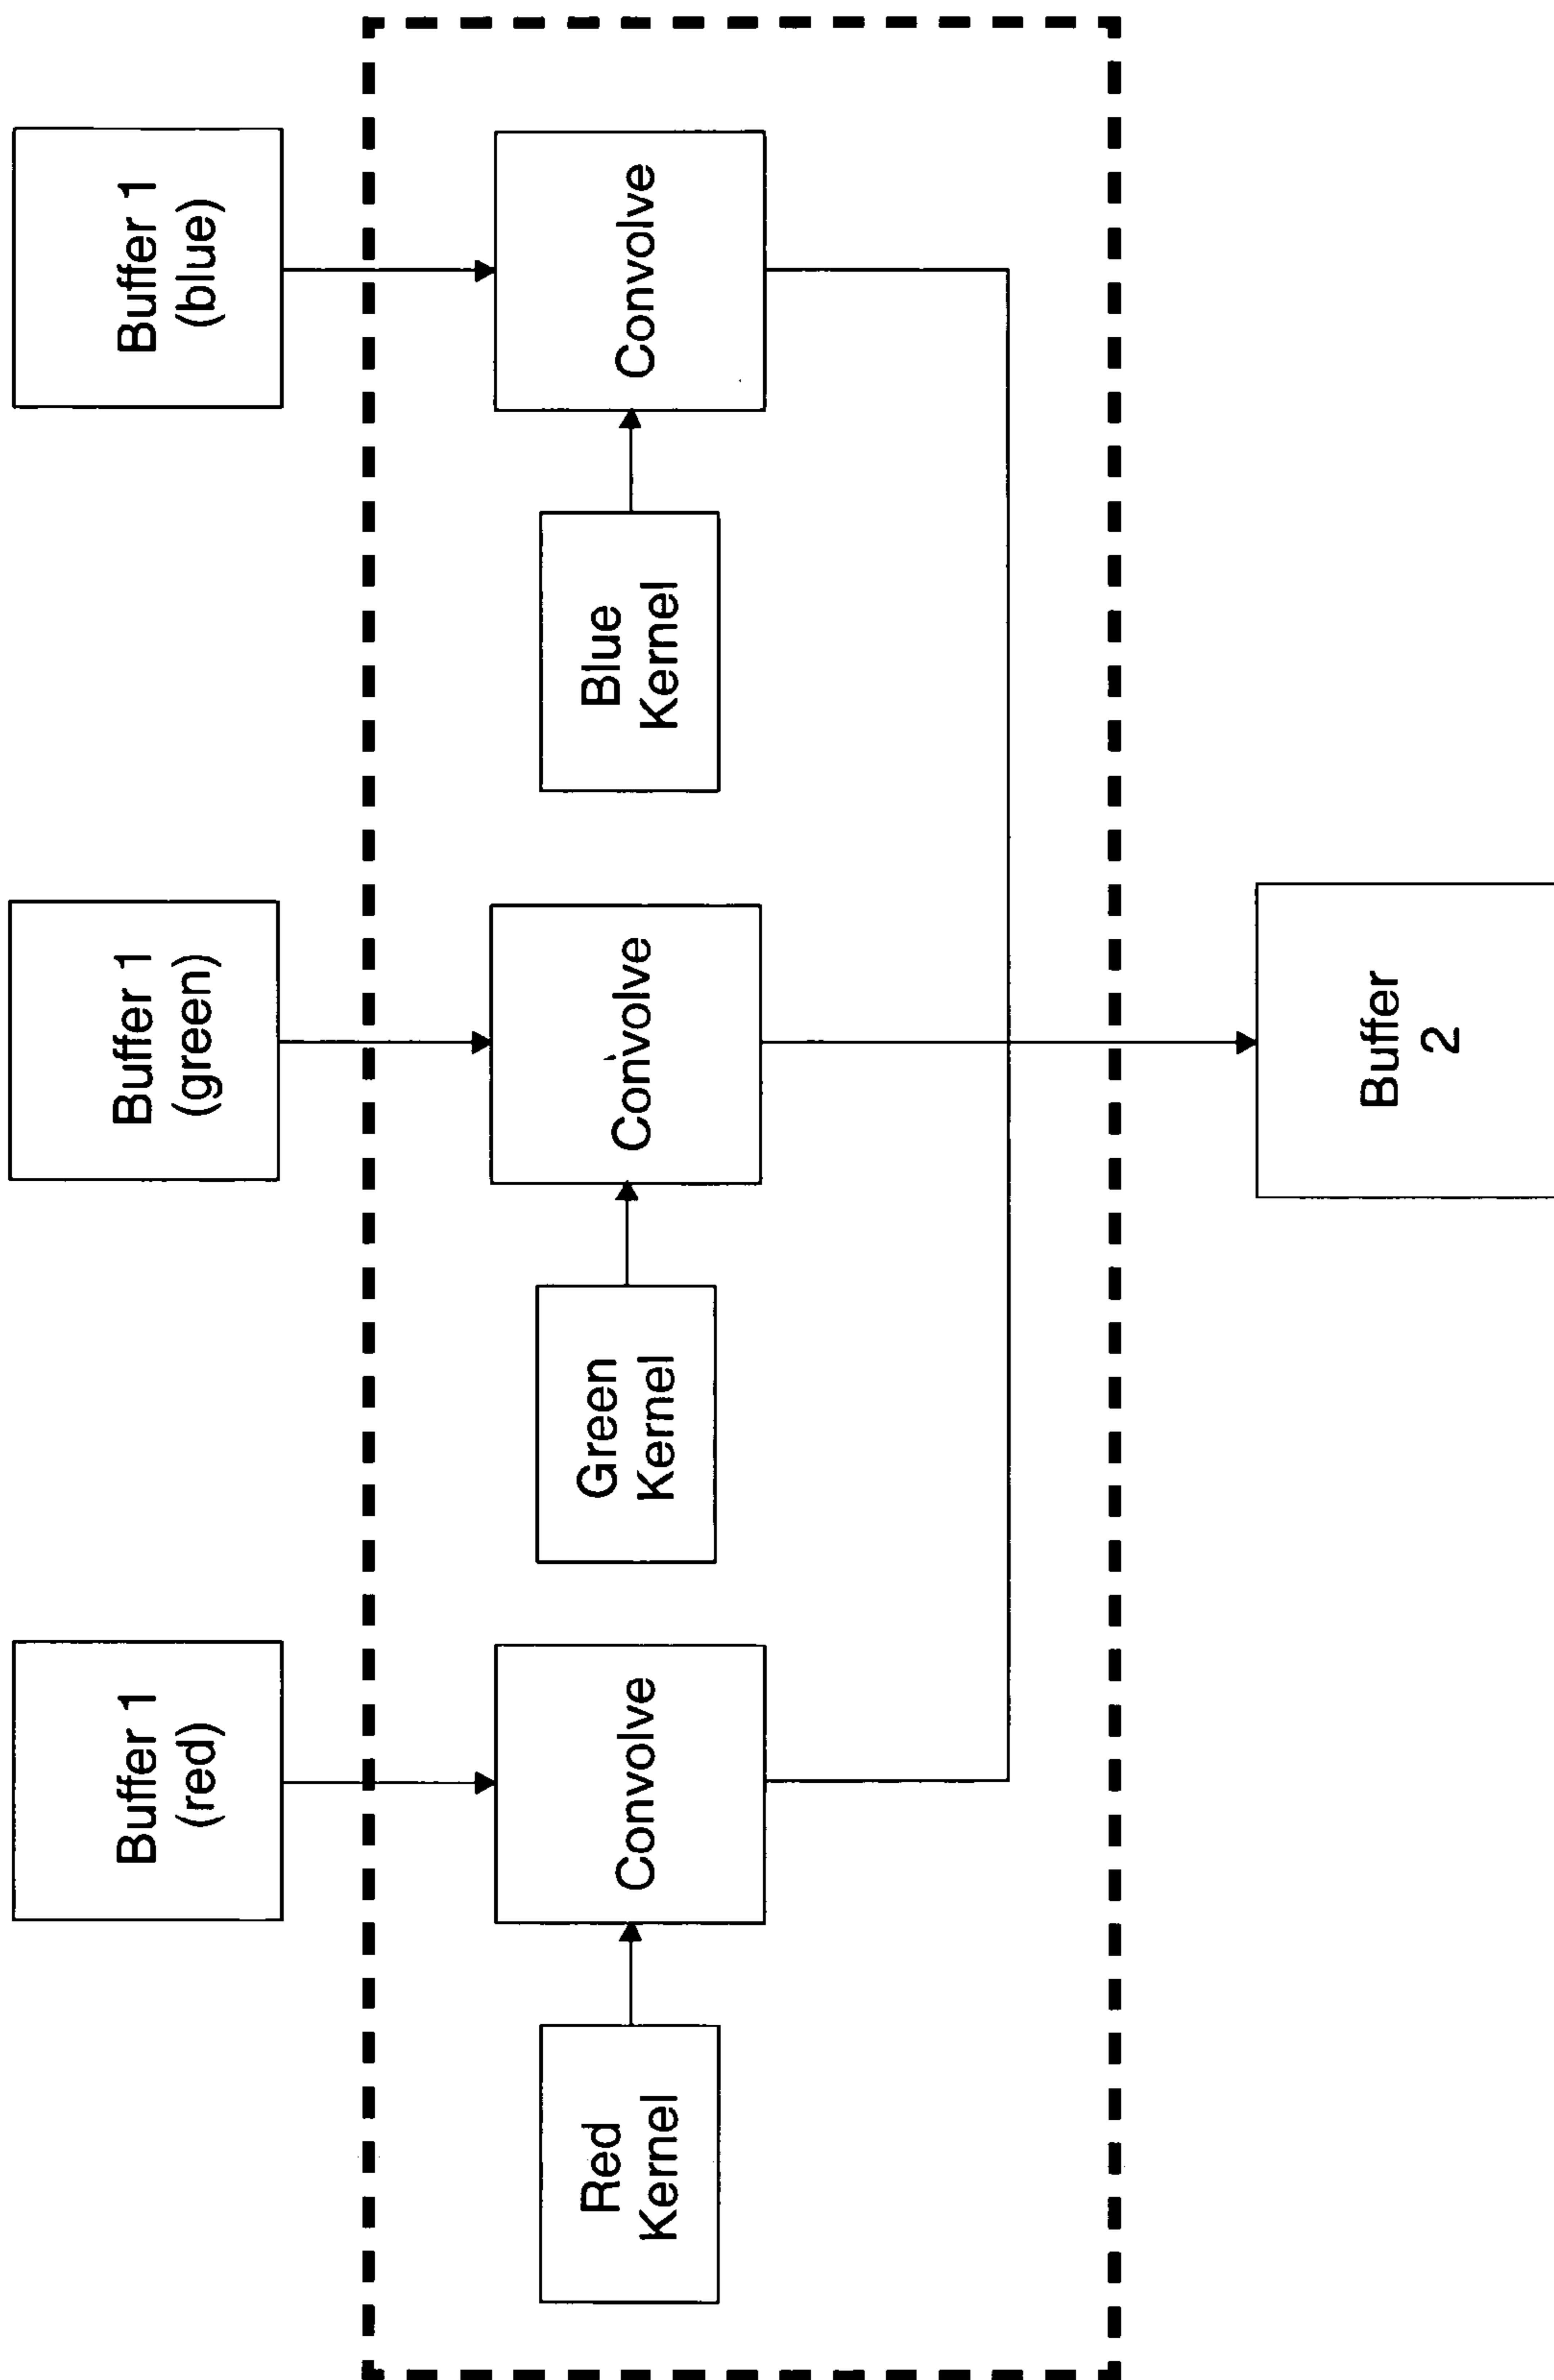 Buffer 1
(red)
Buffer 1
(green)
Buffer 1
(blue)
Red
Kernel
Convolve
Green
Kernel
Convolve
Blue
Kernel
Convolve
Buffer
2